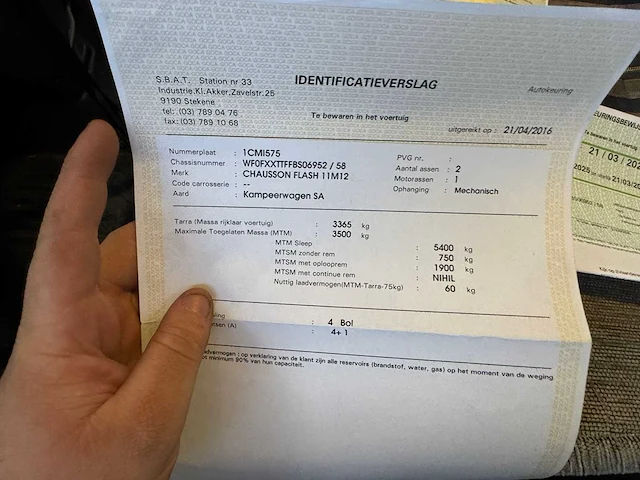 IDENTIFICATIEVERSLAG
Autokeuring
S.B.A.T. Station nr 33
Industrie.Kl.Akker,Zavelstr.25
9190 Stekene
tel: (03) 789 04 76
fax: (03) 789 10 68
Te bewaren in het voertuig
uitgereikt op : 21/04/2016
Nummerplaat : 1CMI575
Chassisnummer : WF0FXXTTFFBS06952 / 58
Merk : CHAUSSON FLASH 11M12
Code carrosserie : --
Aard : Kampeerwagen SA
PVG nr. :
Aantal assen : 2
Motorassen : 1
Ophanging : Mechanisch
Tarra (Massa rijklaar voertuig) : 3365 kg
Maximale Toegelaten Massa (MTM) : 3500 kg
MTM Sleep : 5400 kg
MTSM zonder rem : 750 kg
MTSM met oplooprem : 1900 kg
MTSM met continue rem : NIHIL
Nuttig laadvermogen(MTM-Tarra-75kg) : 60 kg
: 4 Bol
(A) : 4+ 1
: op verklaring van de klant zijn alle reservoirs (brandstof, water, gas) op het moment van de weging
minimum 90% van hun capaciteit.
Te bewaren in het
21 / 03 /